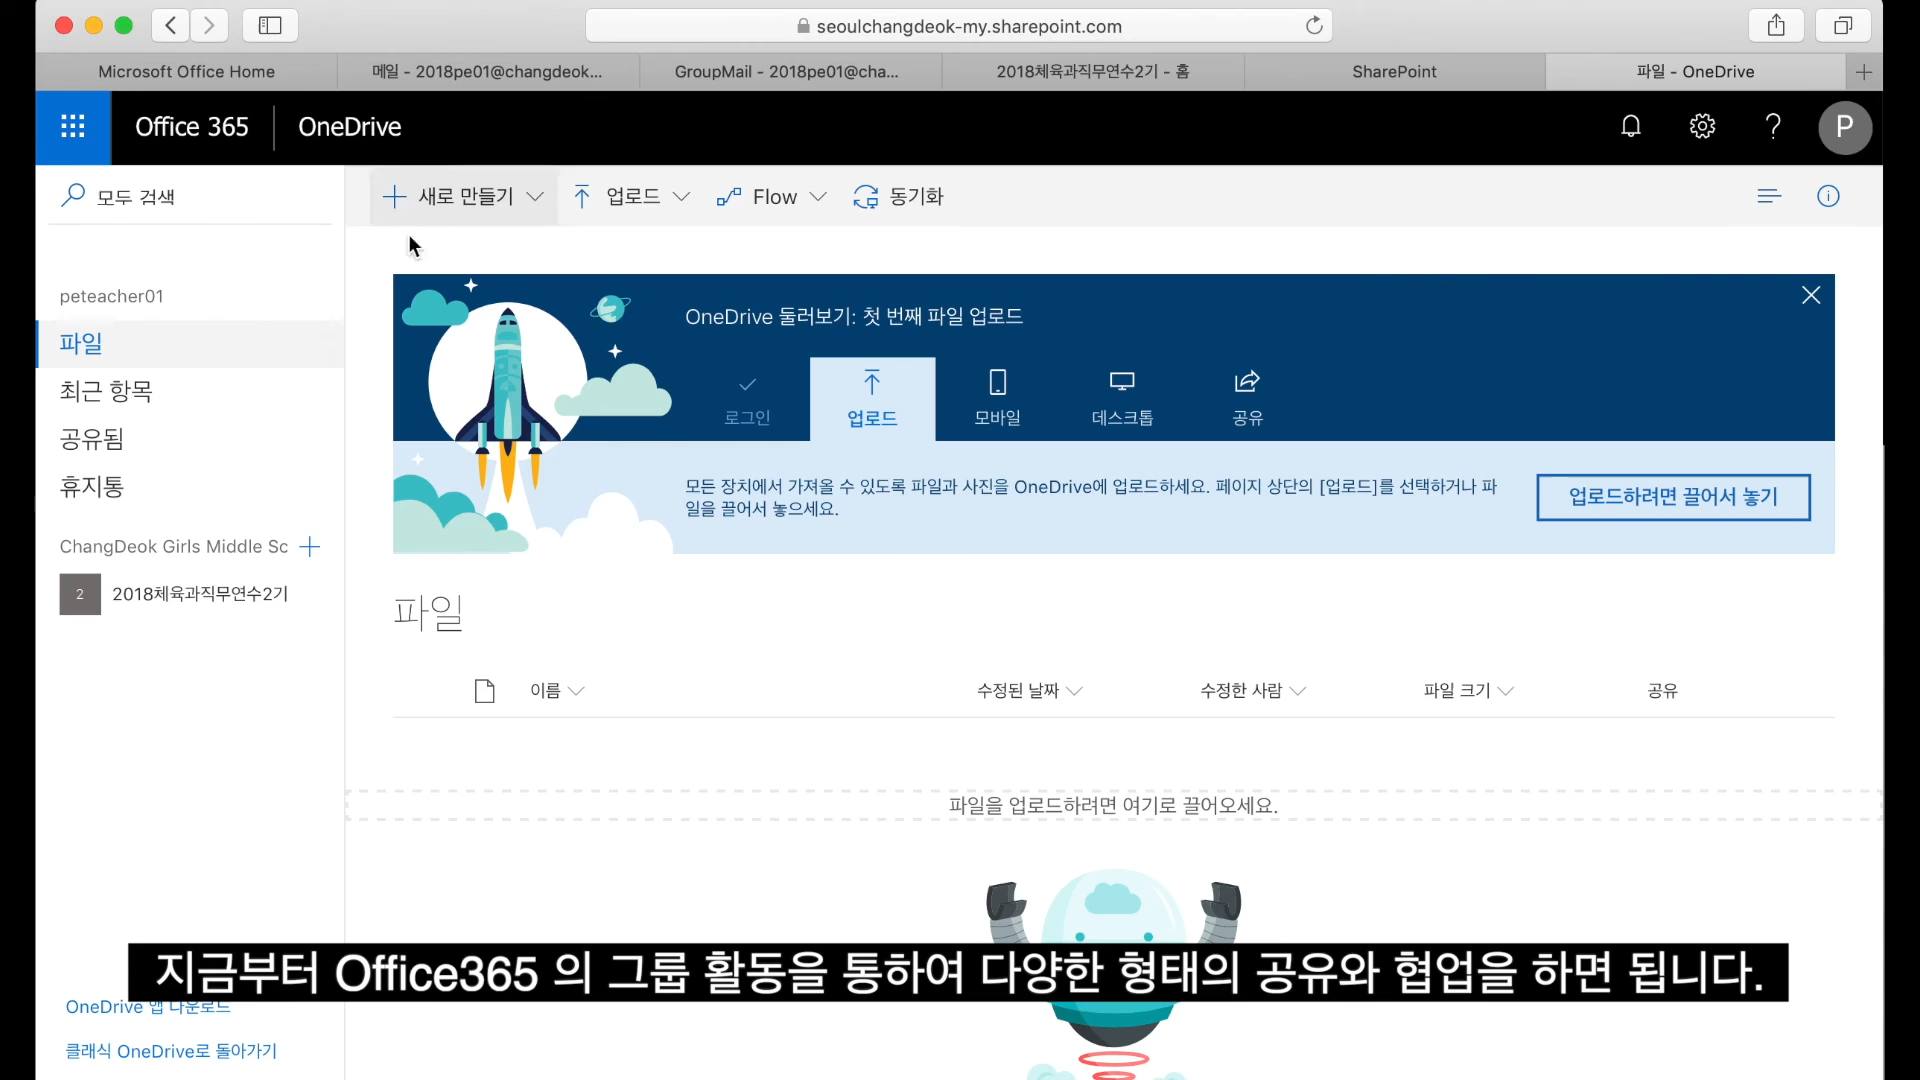 seoulchangdeok-my.sharepoint.com
Microsoft Office Home
메일 - 2018pe01@changdeok...
GroupMail - 2018pe01@cha...
2018체육과직무연수2기 - 홈
SharePoint
파일 - OneDrive
Office 365
OneDrive
P
모두 검색
새로 만들기
업로드
Flow
동기화
peteacher01
파일
최근 항목
공유됨
휴지통
ChangDeok Girls Middle Sc
2
2018체육과직무연수2기
OneDrive 둘러보기: 첫 번째 파일 업로드
로그인
업로드
모바일
데스크톱
공유
모든 장치에서 가져올 수 있도록 파일과 사진을 OneDrive에 업로드하세요. 페이지 상단의 [업로드]를 선택하거나 파
일을 끌어서 놓으세요.
업로드하려면 끌어서 놓기
파일
이름
수정된 날짜
수정한 사람
파일 크기
공유
파일을 업로드하려면 여기로 끌어오세요.
지금부터 Office365 의 그룹 활동을 통하여 다양한 형태의 공유와 협업을 하면 됩니다.
OneDrive 앱 다운로드
클래식 OneDrive로 돌아가기